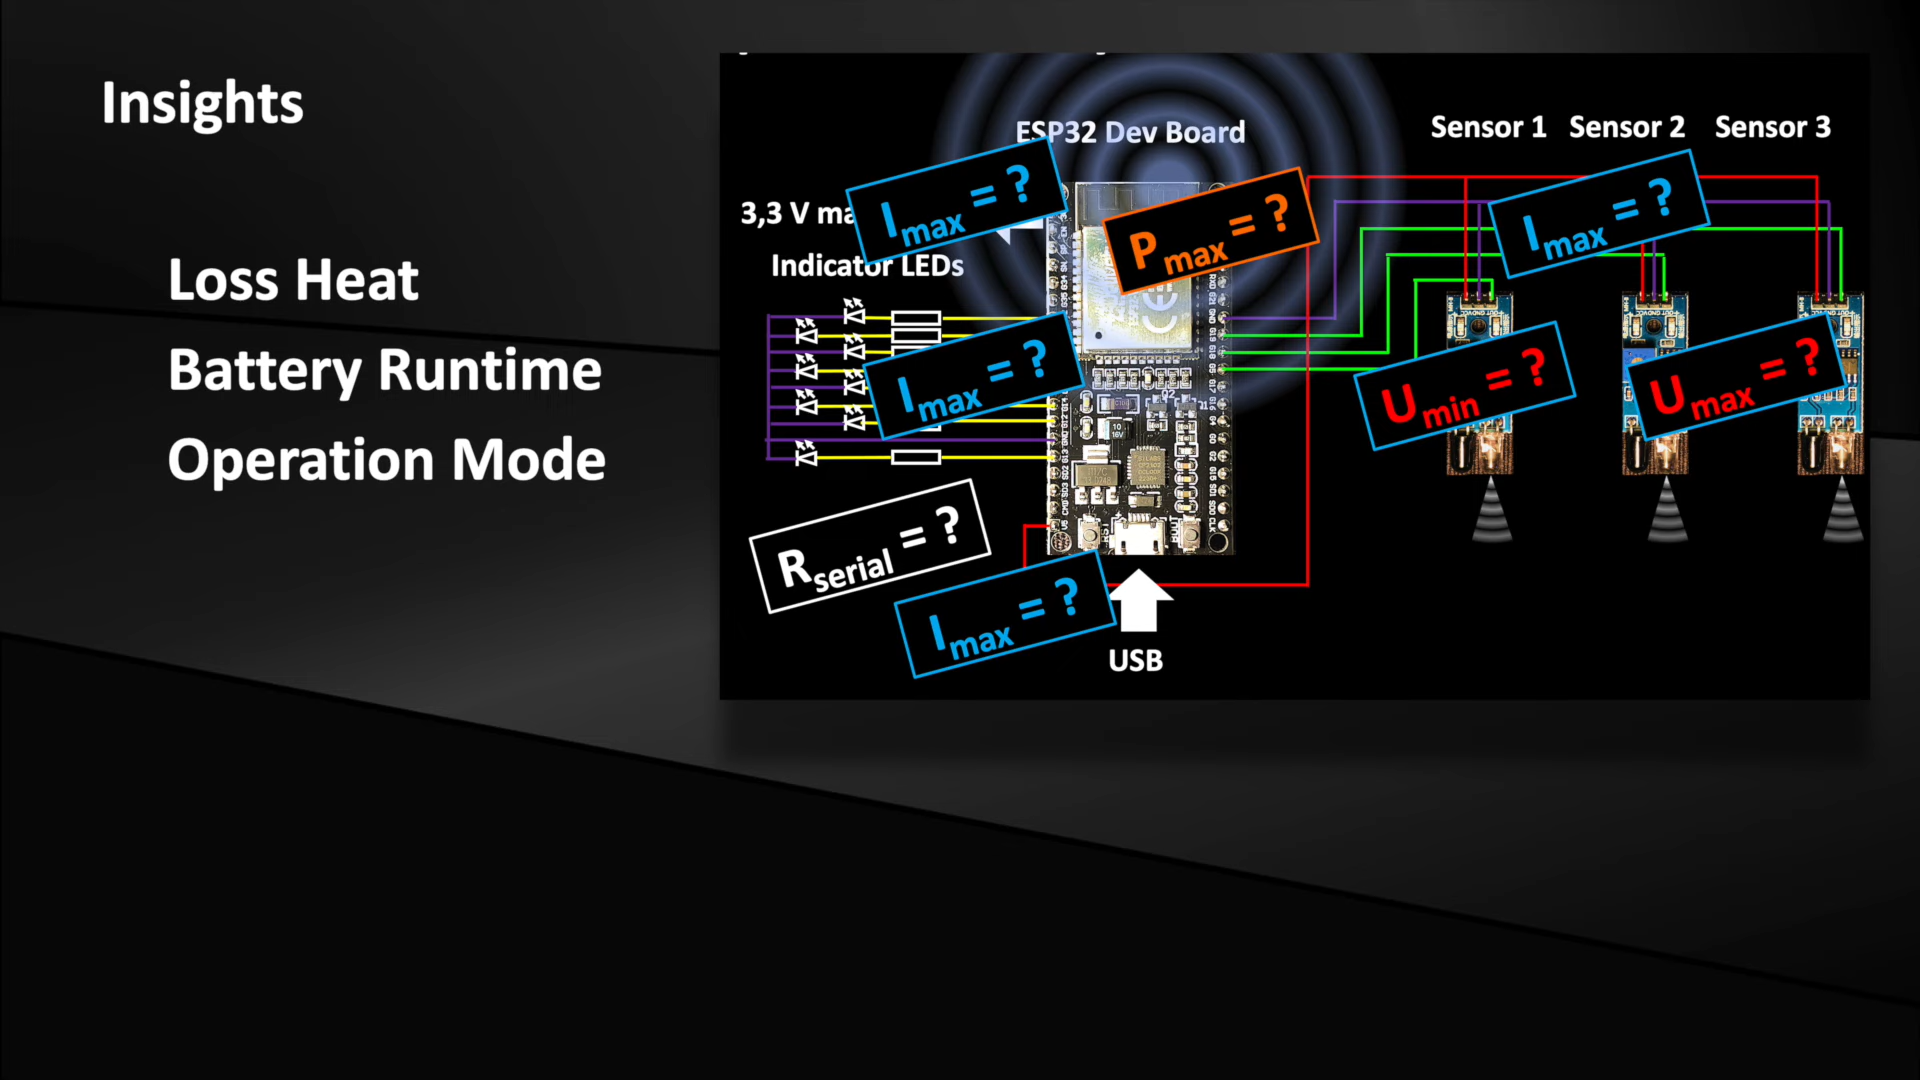 Insights
Loss Heat
Battery Runtime
Operation Mode
ESP32 Dev Board
Sensor 1
Sensor 2
Sensor 3
3,3 V
Indicator LEDs
Imax = ?
Pmax = ?
Imax = ?
Imax = ?
Umin = ?
Umax = ?
Rserial = ?
Imax = ?
USB